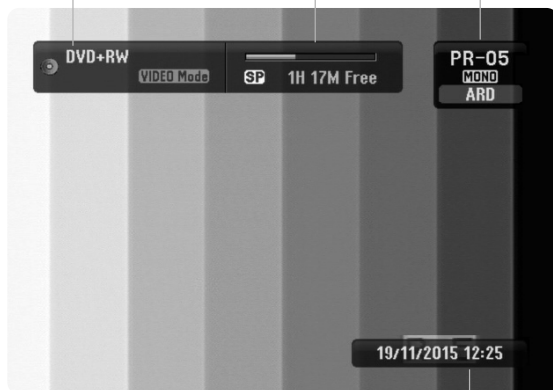 DVD+RW
VIDEO Mode
SP 1H 17M Free
PR-05
MONO
ARD
19/11/2015 12:25